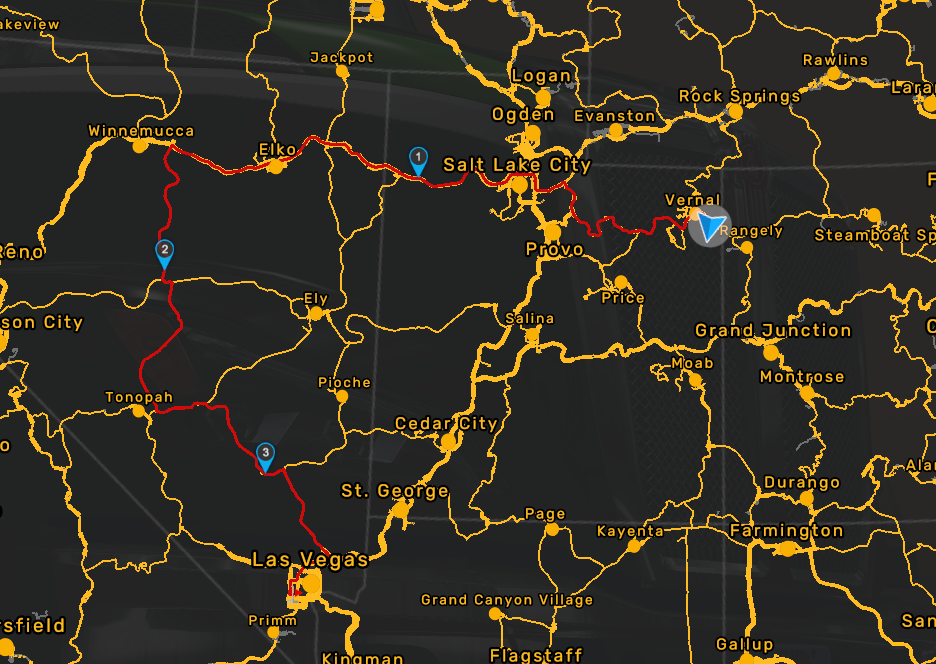 akeview
Jackpot
Rawlins
Logan
Rock Springs
Lara
Ogden
Evanston
Winnemucca
Elko
1
Salt Lake City
F
Vernal
2
Rangely
Steamboat Sp
Reno
Provo
Ely
Price
son City
Salina
Grand Junction
C
Moab
Pioche
Montrose
Tonopah
Cedar City
o
3
Ala
St. George
Durango
Page
Kayenta
Farmington
Las Vegas
Grand Canyon Village
Primm
San
rsfield
Gallup
Kingman
Flagstaff